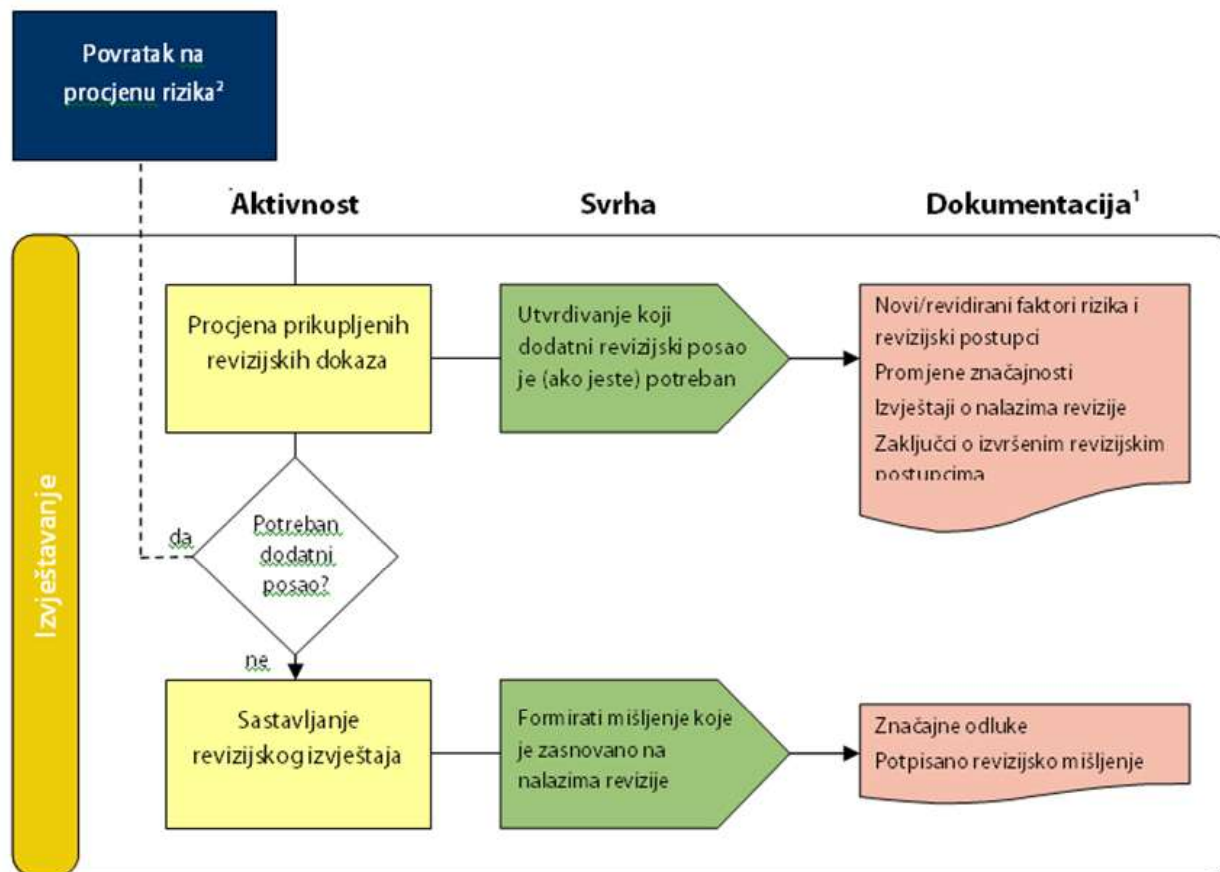 Povratak na
procjenu rizika²
Aktivnost
Svrha
Dokumentacija¹
Izvještavanje
Procjena prikupljenih
revizijskih dokaza
Utvrdivanje koji
dodatni revizijski posao
je (ako jeste) potreban
Novi/revidirani faktori rizika i
revizijski postupci
Promjene značajnosti
Izvještaji o nalazima revizije
Zaključci o izvršenim revizijskim
postupcima
da
Potreban
dodatni
posao?
ne
Sastavljanje
revizijskog izvještaja
Formirati mišljenje koje
je zasnovano na
nalazima revizije
Značajne odluke
Potpisano revizijsko mišljenje